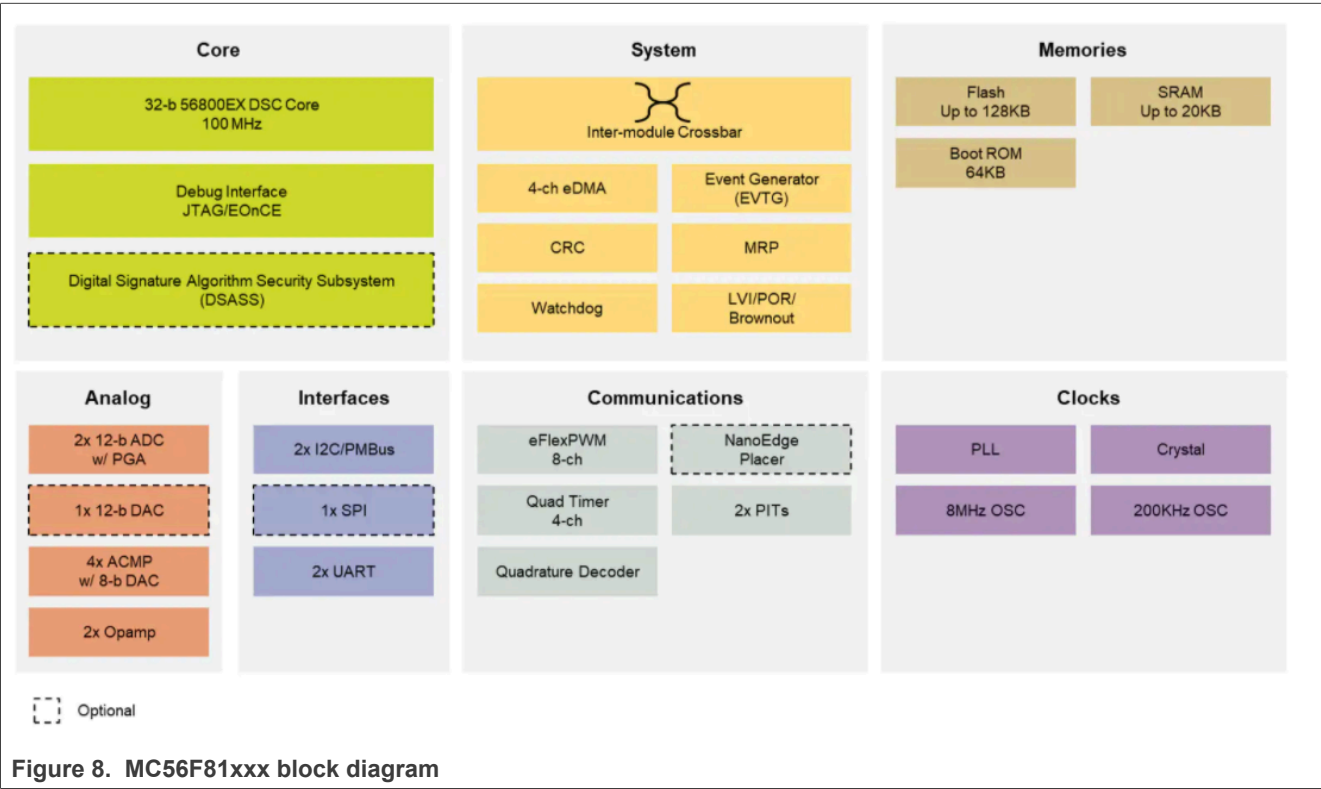 Core
32-b 56800EX DSC Core
100 MHz
Debug Interface
JTAG/EOnCE
Digital Signature Algorithm Security Subsystem
(DSASS)
System
Inter-module Crossbar
4-ch eDMA
Event Generator
(EVTG)
CRC
MRP
Watchdog
LVI/POR/
Brownout
Memories
Flash
Up to 128KB
SRAM
Up to 20KB
Boot ROM
64KB
Analog
2x 12-b ADC
w/ PGA
1x 12-b DAC
4x ACMP
w/ 8-b DAC
2x Opamp
Interfaces
2x I2C/PMBus
1x SPI
2x UART
Communications
eFlexPWM
8-ch
NanoEdge
Placer
Quad Timer
4-ch
2x PITs
Quadrature Decoder
Clocks
PLL
Crystal
8MHz OSC
200KHz OSC
Optional
Figure 8. MC56F81xxx block diagram